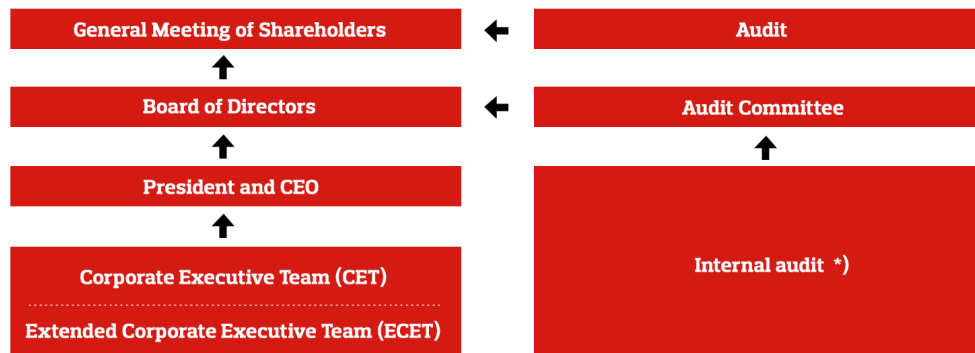 General Meeting of Shareholders
Audit
Board of Directors
Audit Committee
President and CEO
Corporate Executive Team (CET)
Internal audit *)
Extended Corporate Executive Team (ECET)